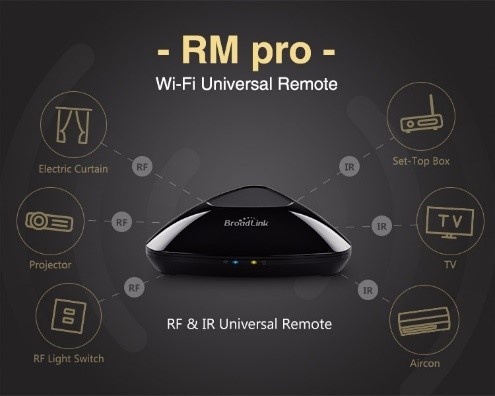 - RM pro -
Wi-Fi Universal Remote
Electric Curtain
RF
IR
Set-Top Box
BroadLink
Projector
RF
IR
TV
TV
RF
IR
RF Light Switch
RF & IR Universal Remote
Aircon